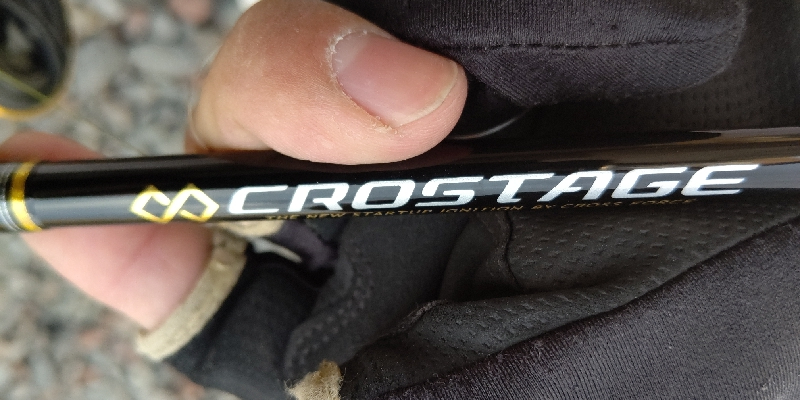 CROSTAGE
THE NEW STARTUP IGNITION BY CROSS FORCE